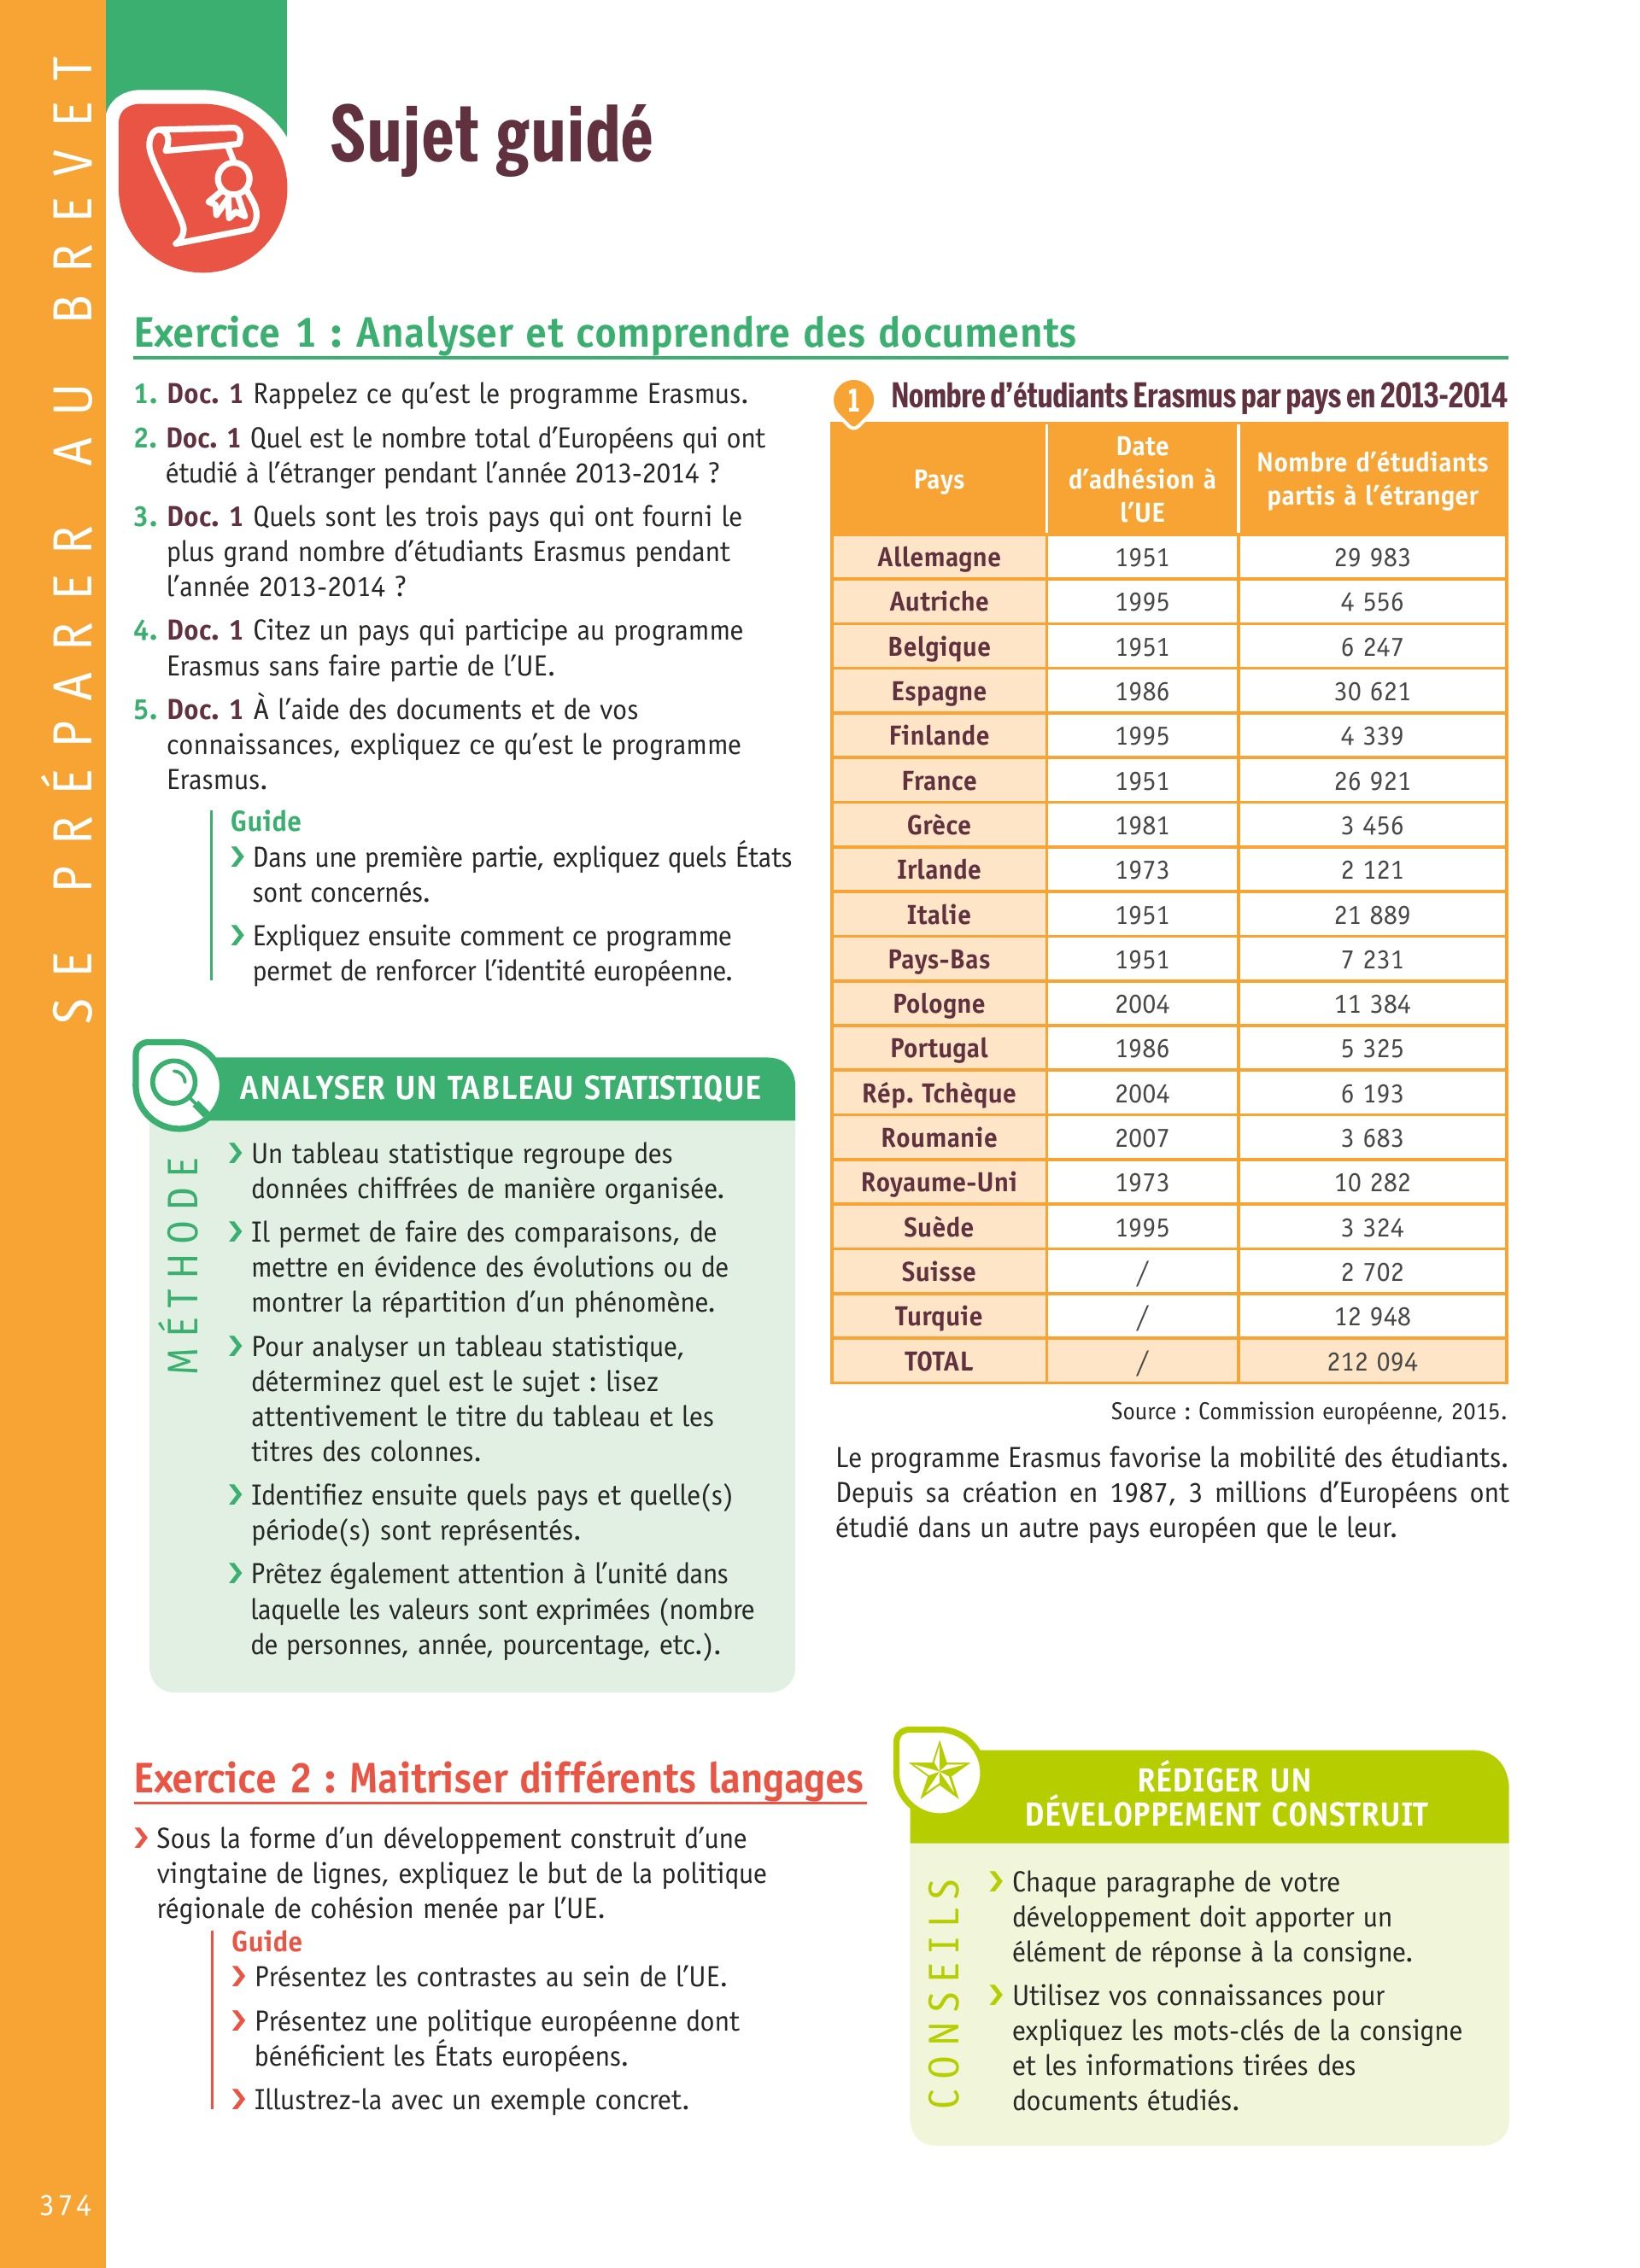 SE PRÉPARER AU BREVET
Sujet guidé
Exercice 1 : Analyser et comprendre des documents
1. Doc. 1 Rappelez ce qu’est le programme Erasmus.
2. Doc. 1 Quel est le nombre total d’Européens qui ont
étudié à l’étranger pendant l’année 2013-2014 ?
3. Doc. 1 Quels sont les trois pays qui ont fourni le
plus grand nombre d’étudiants Erasmus pendant
l’année 2013-2014 ?
4. Doc. 1 Citez un pays qui participe au programme
Erasmus sans faire partie de l’UE.
5. Doc. 1 À l’aide des documents et de vos
connaissances, expliquez ce qu’est le programme
Erasmus.
Guide
› Dans une première partie, expliquez quels États
sont concernés.
› Expliquez ensuite comment ce programme
permet de renforcer l’identité européenne.
ANALYSER UN TABLEAU STATISTIQUE
MÉTHODE
› Un tableau statistique regroupe des
données chiffrées de manière organisée.
› Il permet de faire des comparaisons, de
mettre en évidence des évolutions ou de
montrer la répartition d’un phénomène.
› Pour analyser un tableau statistique,
déterminez quel est le sujet : lisez
attentivement le titre du tableau et les
titres des colonnes.
› Identifiez ensuite quels pays et quelle(s)
période(s) sont représentés.
› Prêtez également attention à l’unité dans
laquelle les valeurs sont exprimées (nombre
de personnes, année, pourcentage, etc.).
1 Nombre d’étudiants Erasmus par pays en 2013-2014
Pays
Date
d’adhésion à
l’UE
Nombre d’étudiants
partis à l’étranger
Allemagne 1951 29 983
Autriche 1995 4 556
Belgique 1951 6 247
Espagne 1986 30 621
Finlande 1995 4 339
France 1951 26 921
Grèce 1981 3 456
Irlande 1973 2 121
Italie 1951 21 889
Pays-Bas 1951 7 231
Pologne 2004 11 384
Portugal 1986 5 325
Rép. Tchèque 2004 6 193
Roumanie 2007 3 683
Royaume-Uni 1973 10 282
Suède 1995 3 324
Suisse / 2 702
Turquie / 12 948
TOTAL / 212 094
Source : Commission européenne, 2015.
Le programme Erasmus favorise la mobilité des étudiants.
Depuis sa création en 1987, 3 millions d’Européens ont
étudié dans un autre pays européen que le leur.
Exercice 2 : Maitriser différents langages
› Sous la forme d’un développement construit d’une
vingtaine de lignes, expliquez le but de la politique
régionale de cohésion menée par l’UE.
Guide
› Présentez les contrastes au sein de l’UE.
› Présentez une politique européenne dont
bénéficient les États européens.
› Illustrez-la avec un exemple concret.
RÉDIGER UN
DÉVELOPPEMENT CONSTRUIT
CONSEILS
› Chaque paragraphe de votre
développement doit apporter un
élément de réponse à la consigne.
› Utilisez vos connaissances pour
expliquez les mots-clés de la consigne
et les informations tirées des
documents étudiés.
374